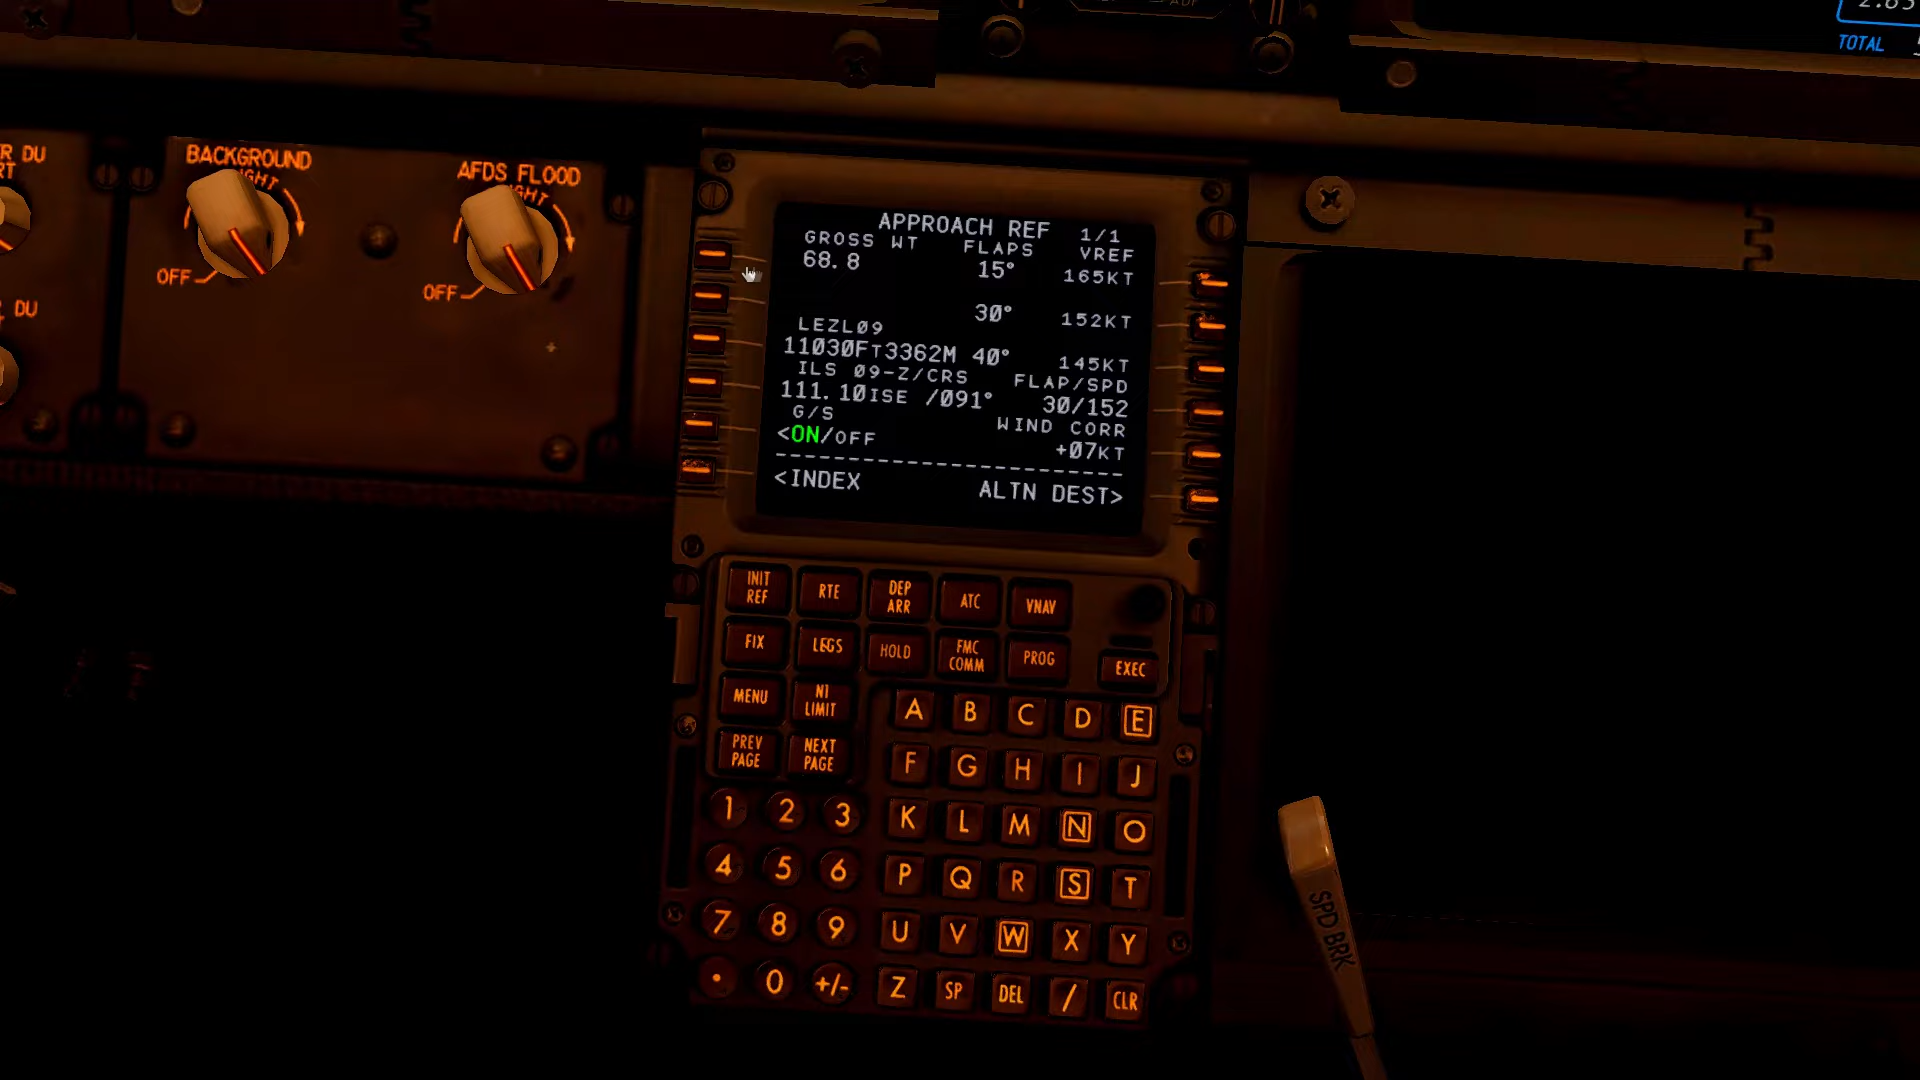 2.85
TOTAL
R DU
RT
BACKGROUND
AFDS FLOOD
OFF
OFF
DU
APPROACH REF 1/1
GROSS WT FLAPS VREF
68.8 15° 165KT
30° 152KT
LEZL09
11030FT3362M 40° 145KT
ILS 09-Z/CRS FLAP/SPD
111.10ISE /091° 30/152
G/S WIND CORR
<ON/OFF +07KT
------------------------
<INDEX ALTN DEST>
INIT REF RTE DEP ARR ATC VNAV
FIX LEGS HOLD FMC COMM PROG EXEC
MENU N1 LIMIT
PREV PAGE NEXT PAGE
A B C D E
F G H I J
1 2 3 K L M N O
4 5 6 P Q R S T
7 8 9 U V W X Y
. 0 +/- Z SP DEL / CLR
SPD BRK